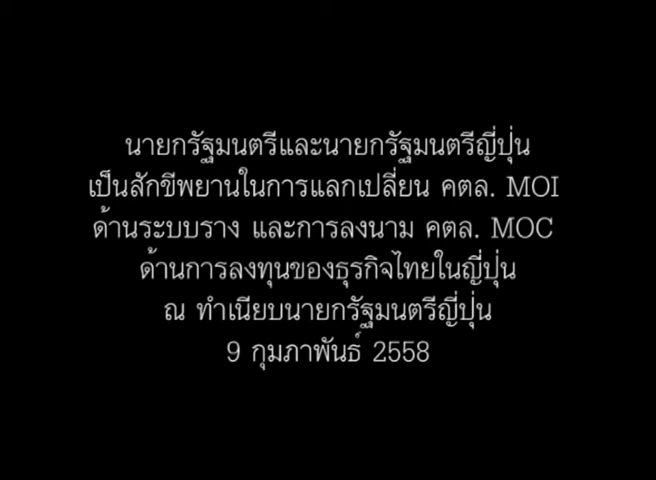 นายกรัฐมนตรีและนายกรัฐมนตรีญี่ปุ่น
เป็นสักขีพยานในการแลกเปลี่ยน คตล. MOI
ด้านระบบราง และการลงนาม คตล. MOC
ด้านการลงทุนของธุรกิจไทยในญี่ปุ่น
ณ ทำเนียบนายกรัฐมนตรีญี่ปุ่น
9 กุมภาพันธ์ 2558